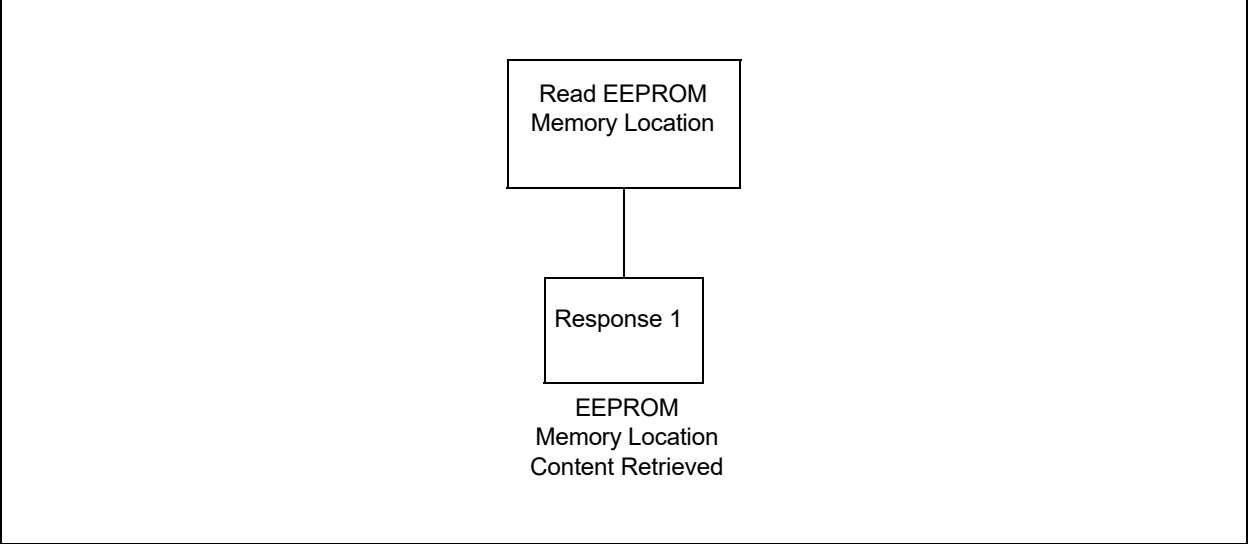 Read EEPROM
Memory Location
Response 1
EEPROM
Memory Location
Content Retrieved